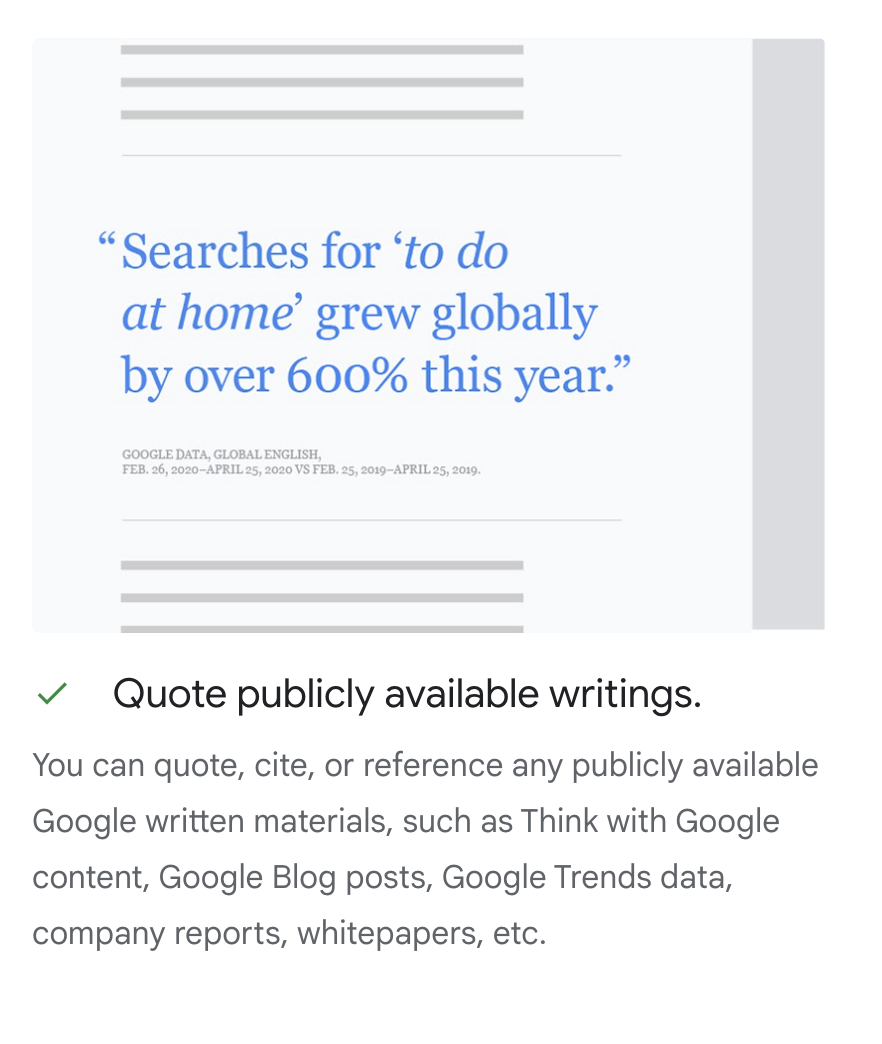 “Searches for ‘to do
at home’ grew globally
by over 600% this year.”
GOOGLE DATA, GLOBAL ENGLISH,
FEB. 26, 2020–APRIL 25, 2020 VS FEB. 25, 2019–APRIL 25, 2019.
Quote publicly available writings.
You can quote, cite, or reference any publicly available
Google written materials, such as Think with Google
content, Google Blog posts, Google Trends data,
company reports, whitepapers, etc.